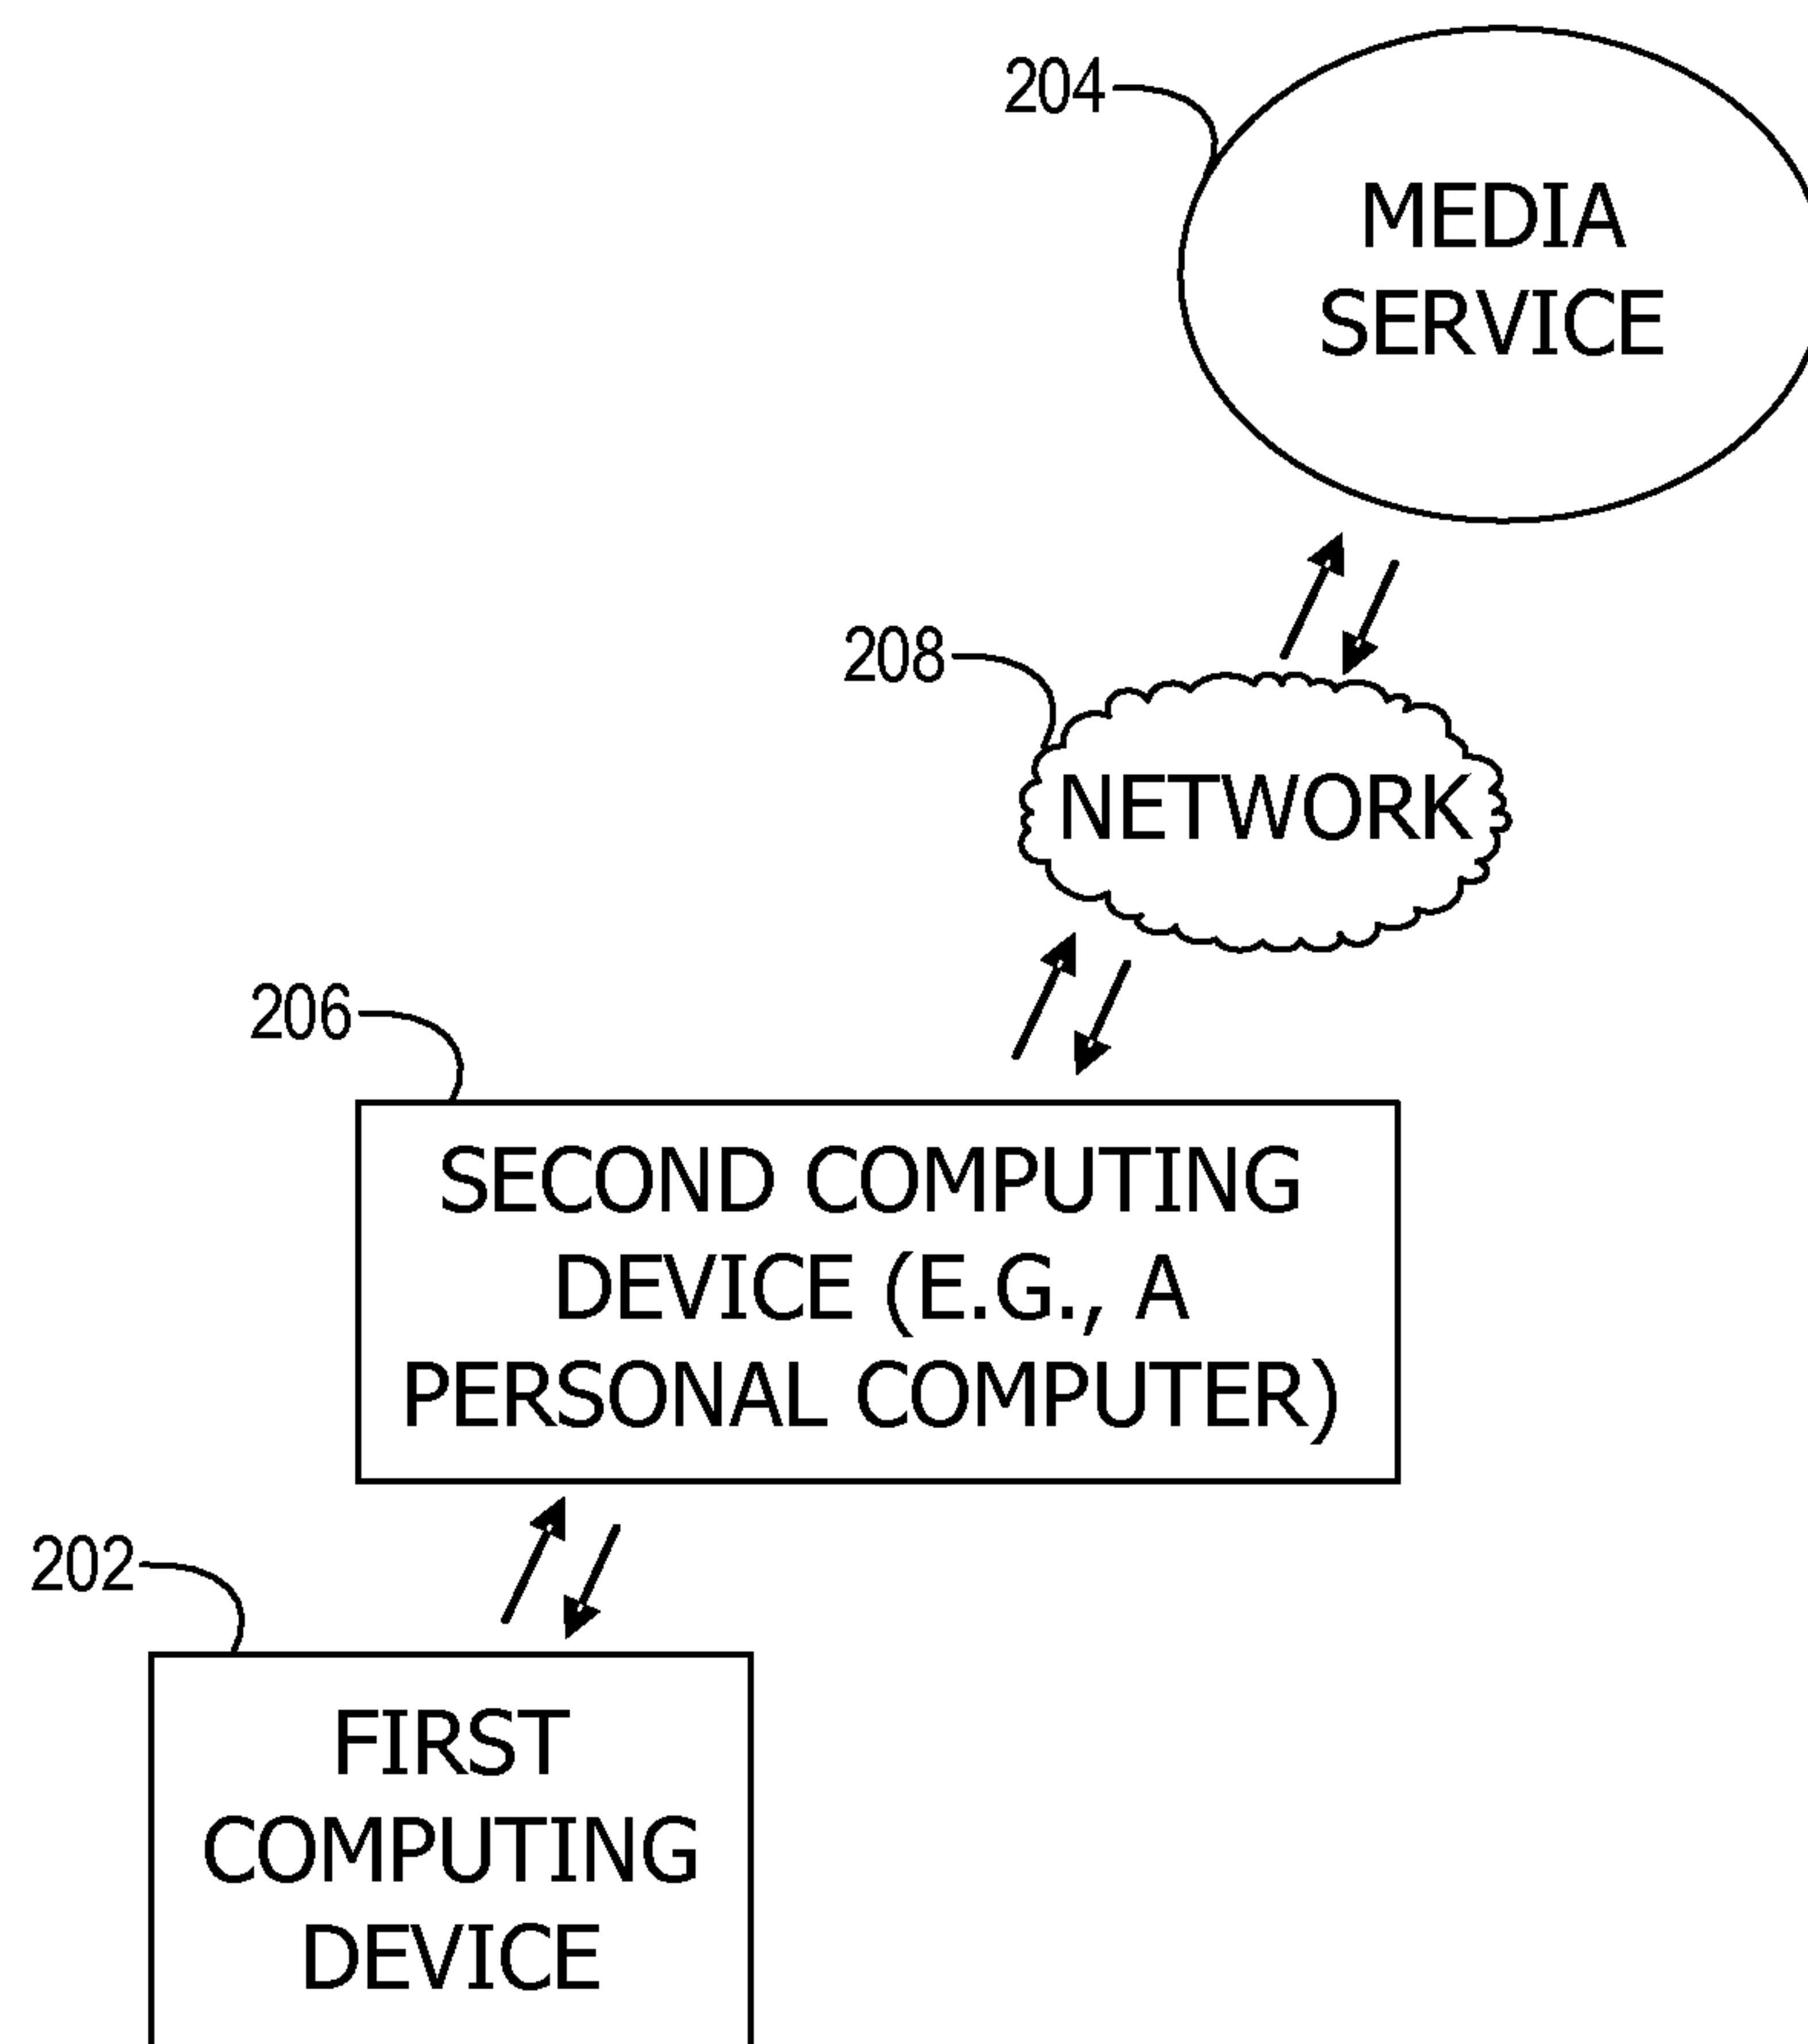 204
MEDIA
SERVICE
208
NETWORK
206
SECOND COMPUTING
DEVICE (E.G., A
PERSONAL COMPUTER)
202
FIRST
COMPUTING
DEVICE